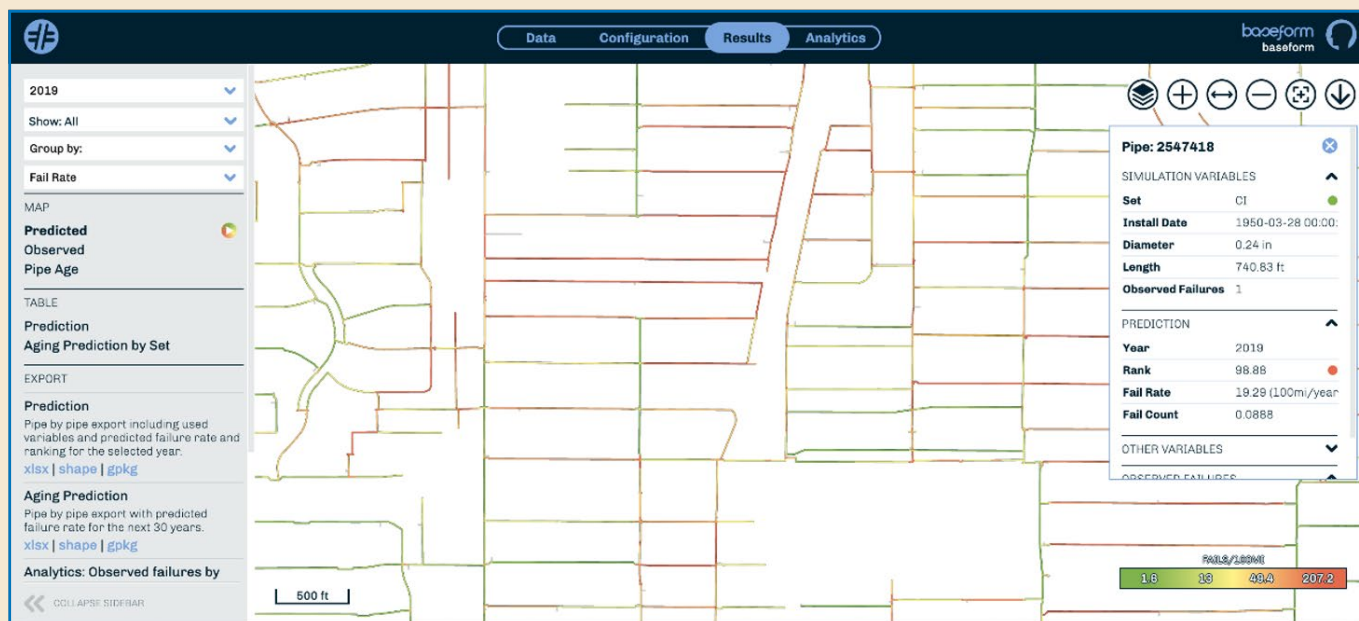 Data
Configuration
Results
Analytics
baseform
baseform
2019
Show: All
Group by:
Fail Rate
MAP
Predicted
Observed
Pipe Age
TABLE
Prediction
Aging Prediction by Set
EXPORT
Prediction
Pipe by pipe export including used
variables and predicted failure rate and
ranking for the selected year.
xlsx | shape | gpkg
Aging Prediction
Pipe by pipe export with predicted
failure rate for the next 30 years.
xlsx | shape | gpkg
Analytics: Observed failures by
COLLAPSE SIDEBAR
500 ft
Pipe: 2547418
SIMULATION VARIABLES
Set CI
Install Date 1950-03-28 00:00:
Diameter 0.24 in
Length 740.83 ft
Observed Failures 1
PREDICTION
Year 2019
Rank 98.88
Fail Rate 19.29 (100mi/year
Fail Count 0.0888
OTHER VARIABLES
OBSERVED FAILURES
FAILS/100MI
1.8 13 49.4 207.2